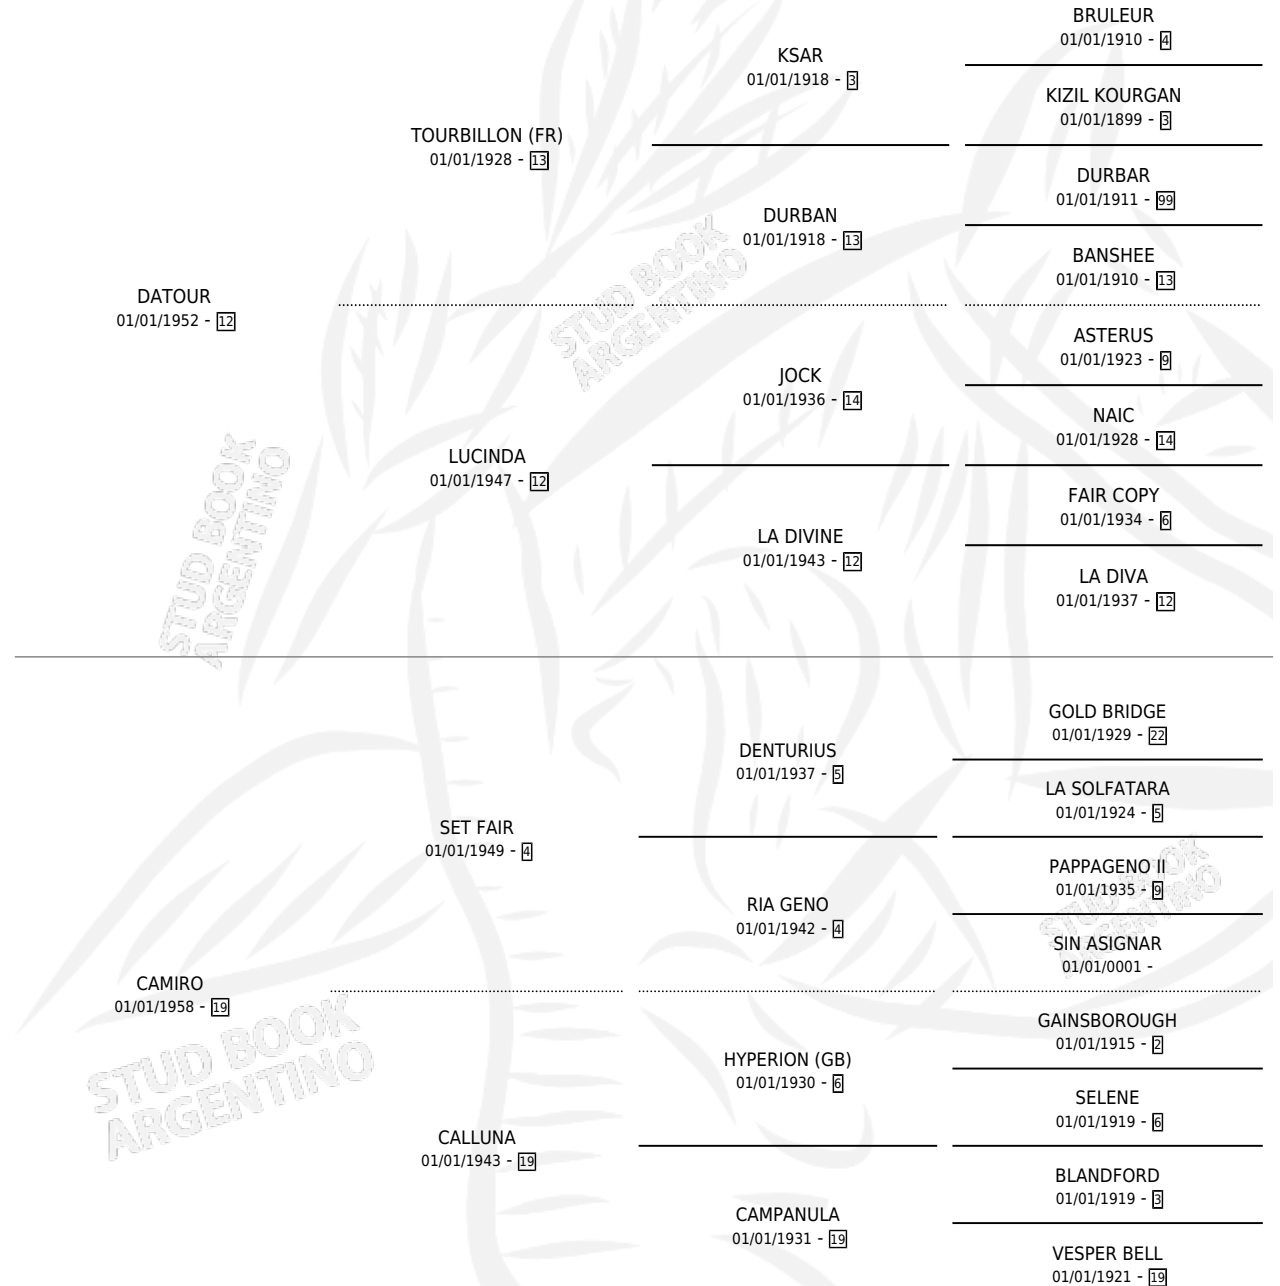 BRULEUR
01/01/1910 - 4
KSAR
01/01/1918 - 3
KIZIL KOURGAN
01/01/1899 - 3
TOURBILLON (FR)
01/01/1928 - 13
DURBAR
01/01/1911 - 99
DURBAN
01/01/1918 - 13
BANSHEE
01/01/1910 - 13
DATOUR
01/01/1952 - 12
ASTERUS
01/01/1923 - 9
JOCK
01/01/1936 - 14
NAIC
01/01/1928 - 14
LUCINDA
01/01/1947 - 12
FAIR COPY
01/01/1934 - 6
LA DIVINE
01/01/1943 - 12
LA DIVA
01/01/1937 - 12
GOLD BRIDGE
01/01/1929 - 22
DENTURIUS
01/01/1937 - 5
LA SOLFATARA
01/01/1924 - 5
SET FAIR
01/01/1949 - 4
PAPPAGENO II
01/01/1935 - 9
RIA GENO
01/01/1942 - 4
SIN ASIGNAR
01/01/0001 -
CAMIRO
01/01/1958 - 19
GAINSBOROUGH
01/01/1915 - 2
HYPERION (GB)
01/01/1930 - 6
SELENE
01/01/1919 - 6
CALLUNA
01/01/1943 - 19
BLANDFORD
01/01/1919 - 3
CAMPANULA
01/01/1931 - 19
VESPER BELL
01/01/1921 - 19
STUD BOOK
ARGENTINO
STUD BOOK
ARGENTINO
STUD BOOK
ARGENTINO
STUD BOOK
ARGENTINO